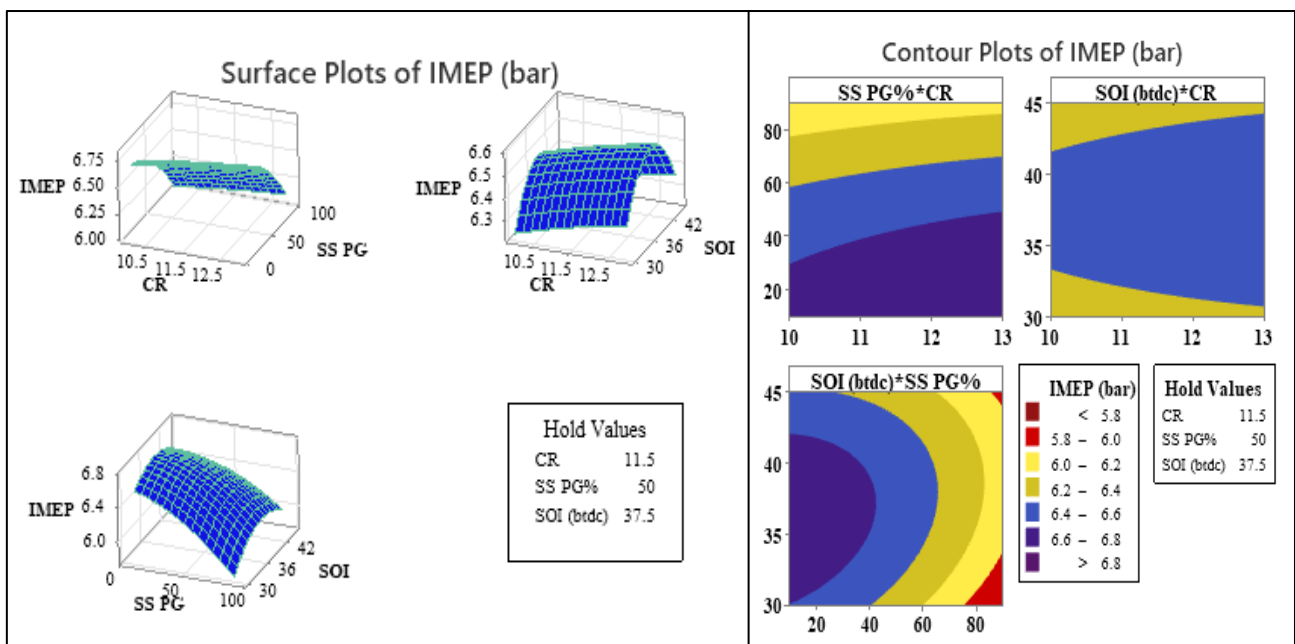 Surface Plots of IMEP (bar)
IMEP
6.75
6.50
6.25
6.00
10.5
11.5
12.5
CR
0
50
100
SS PG
IMEP
6.6
6.5
6.4
6.3
10.5
11.5
12.5
CR
30
36
42
SOI
IMEP
6.8
6.4
6.0
0
50
100
SS PG
30
36
42
SOI
Hold Values
CR 11.5
SS PG% 50
SOI (btdc) 37.5
Contour Plots of IMEP (bar)
SS PG%*CR
80
60
40
20
10 11 12 13
SOI (btdc)*CR
45
40
35
30
10 11 12 13
SOI (btdc)*SS PG%
45
40
35
30
20 40 60 80
IMEP (bar)
< 5.8
5.8 – 6.0
6.0 – 6.2
6.2 – 6.4
6.4 – 6.6
6.6 – 6.8
> 6.8
Hold Values
CR 11.5
SS PG% 50
SOI (btdc) 37.5